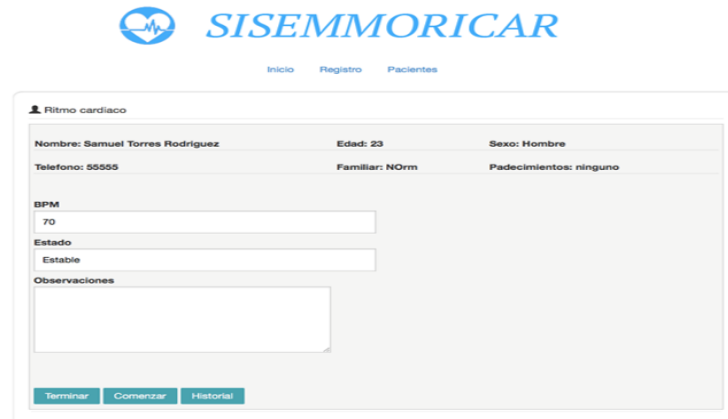 SISEMMORICAR
Inicio Registro Pacientes
Ritmo cardiaco
Nombre: Samuel Torres Rodriguez Edad: 23 Sexo: Hombre
Telefono: 55555 Familiar: NOrm Padecimientos: ninguno
BPM
70
Estado
Estable
Observaciones
Terminar Comenzar Historial